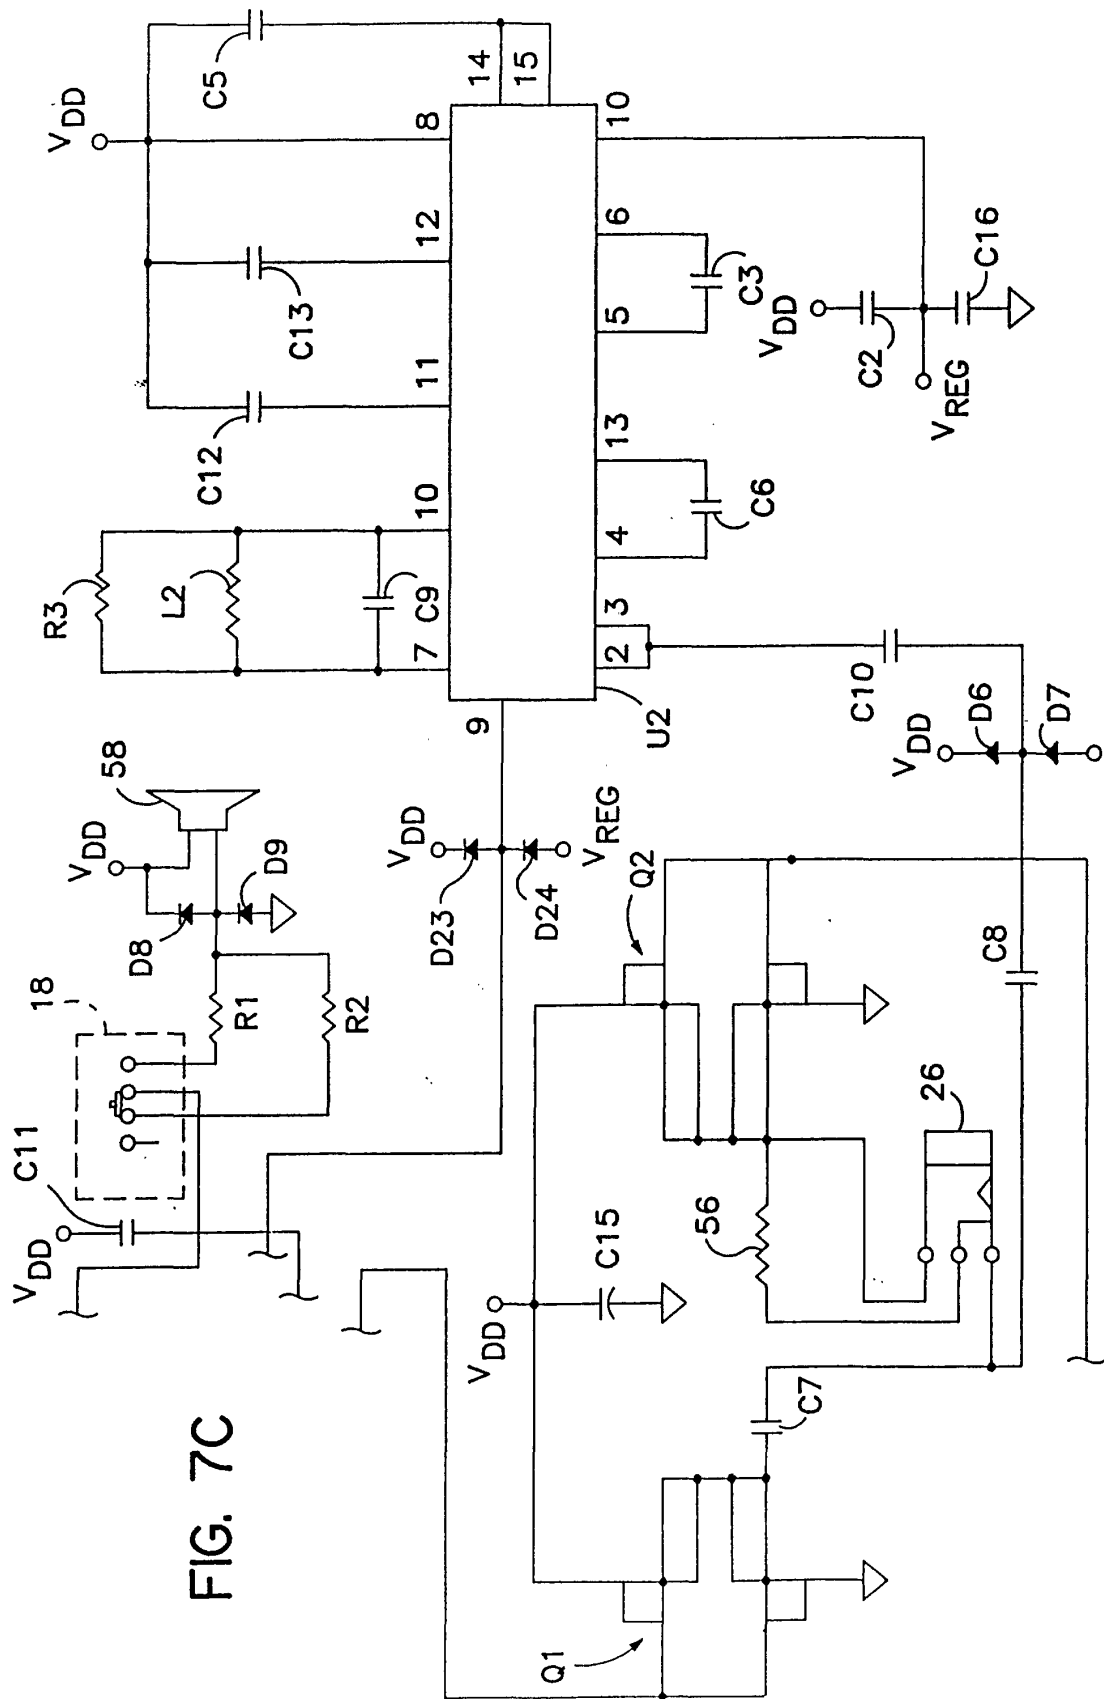 FIG. 7C
VDD
C11
18
R1
R2
D8
D9
VDD
58
R3
L2
C9
7
10
C12
11
C13
12
VDD
8
C5
14
15
9
U2
2
3
4
13
5
6
10
C6
C3
VDD
C2
C16
VREG
VDD
D23
D24
VREG
Q2
VDD
C15
56
26
Q1
C7
C8
C10
VDD
D6
D7